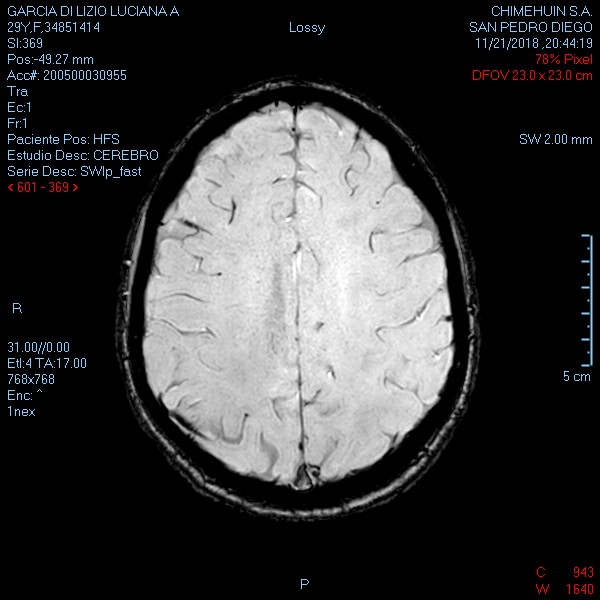 GARCIA DI LIZIO LUCIANA A
29Y,F,34851414
SI:369
Pos:-49.27 mm
Acc#: 200500030955
Tra
Ec:1
Fr:1
Paciente Pos: HFS
Estudio Desc: CEREBRO
Serie Desc: SWIp_fast
< 601 - 369 >
Lossy
CHIMEHUIN S.A.
SAN PEDRO DIEGO
11/21/2018 ,20:44:19
78% Pixel
DFOV 23.0 x 23.0 cm
SW 2.00 mm
R
31.00//0.00
Etl:4 TA:17.00
768x768
Enc: ^
1nex
5 cm
P
C 943
W 1640